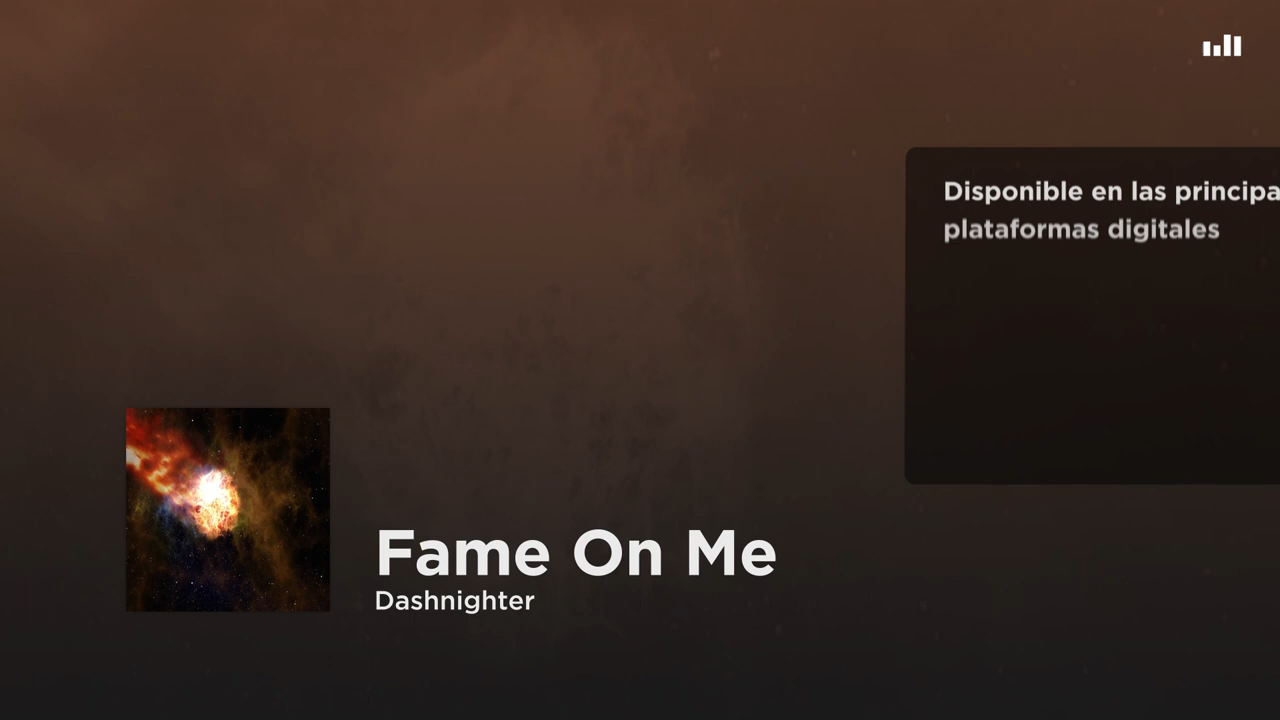 Disponible en las principa
plataformas digitales
Fame On Me
Dashnighter